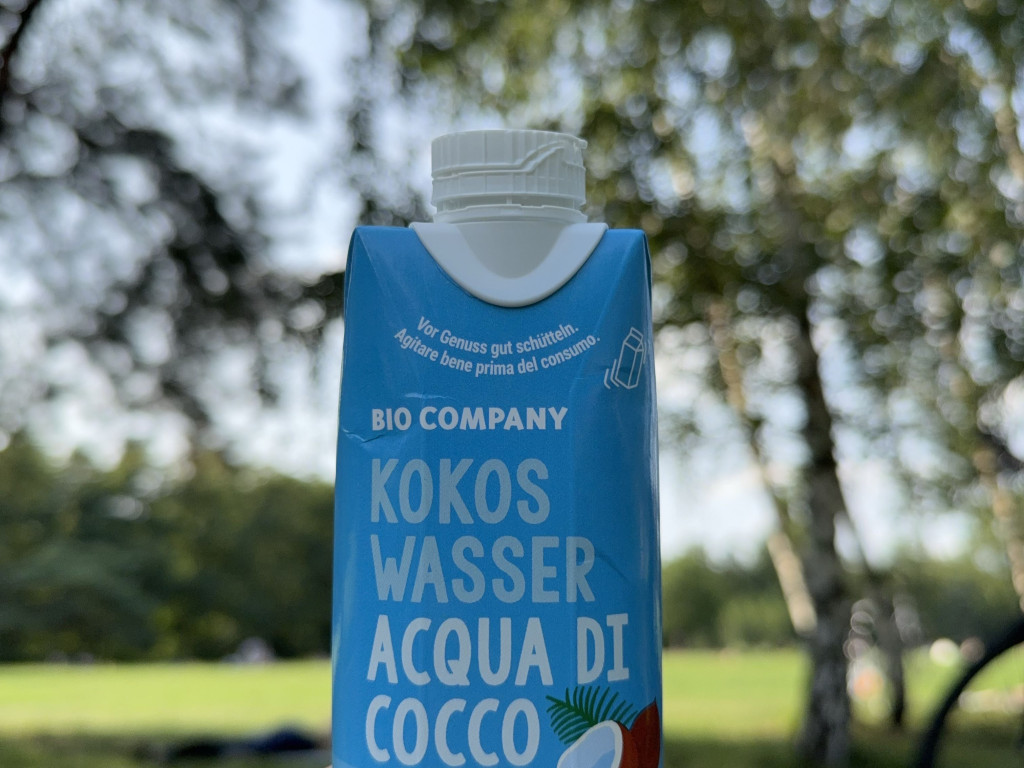 Vor Genuss gut schütteln.
Agitare bene prima del consumo.
BIO COMPANY
KOKOS
WASSER
ACQUA DI
COCCO